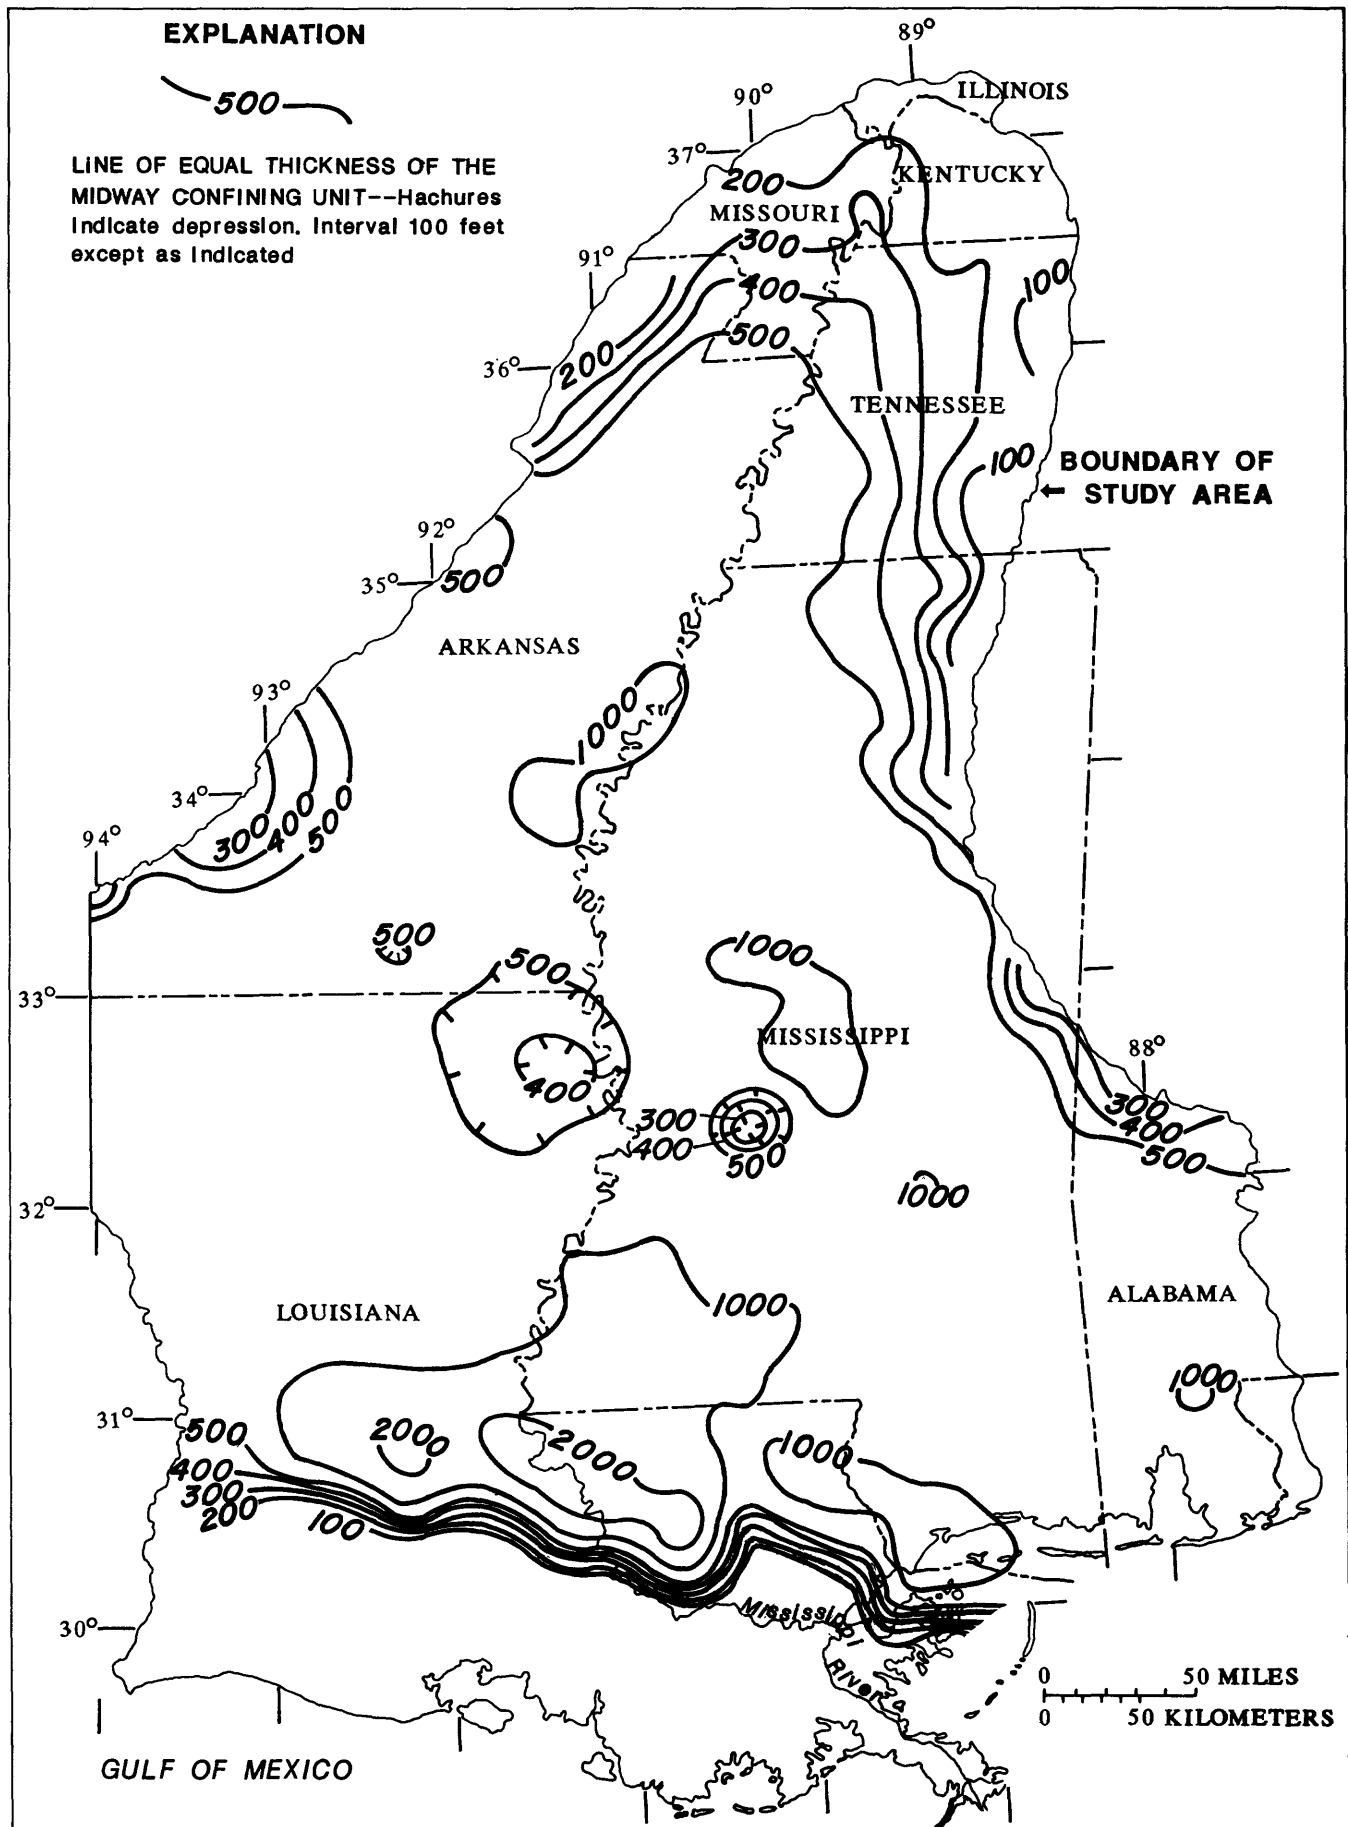 EXPLANATION
500
LINE OF EQUAL THICKNESS OF THE
MIDWAY CONFINING UNIT--Hachures
Indicate depression. Interval 100 feet
except as Indicated
89°
ILLINOIS
90°
37°
KENTUCKY
200
MISSOURI
300
91°
400
100
500
36°
200
TENNESSEE
100
BOUNDARY OF
← STUDY AREA
92°
35°
500
ARKANSAS
93°
1000
34°
300
400
500
94°
500
500
1000
33°
MISSISSIPPI
88°
400
300
400
500
300
400
500
1000
32°
LOUISIANA
1000
ALABAMA
1000
31°
500
400
300
200
100
2000
2000
1000
30°
Mississippi
River
0 50 MILES
0 50 KILOMETERS
GULF OF MEXICO